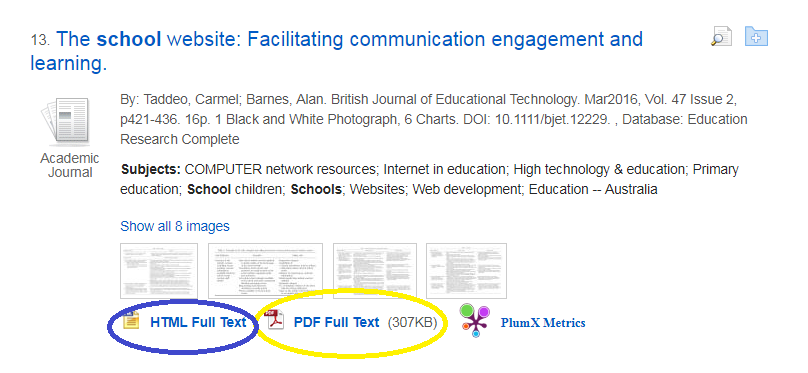 13. The school website: Facilitating communication engagement and
learning.
By: Taddeo, Carmel; Barnes, Alan. British Journal of Educational Technology. Mar2016, Vol. 47 Issue 2,
p421-436. 16p. 1 Black and White Photograph, 6 Charts. DOI: 10.1111/bjet.12229. , Database: Education
Research Complete
Academic
Journal
Subjects: COMPUTER network resources; Internet in education; High technology & education; Primary
education; School children; Schools; Websites; Web development; Education -- Australia
Show all 8 images
HTML Full Text PDF Full Text (307KB) PlumX Metrics